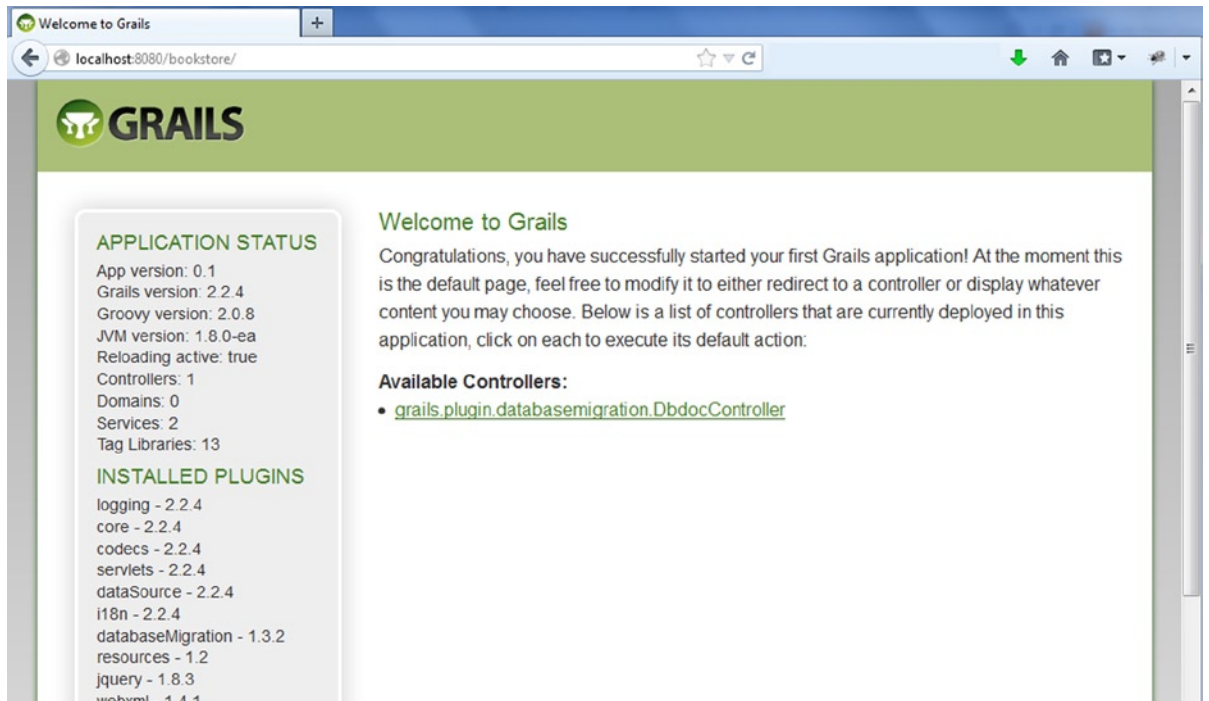 Welcome to Grails
localhost:8080/bookstore/
GRAILS
APPLICATION STATUS
App version: 0.1
Grails version: 2.2.4
Groovy version: 2.0.8
JVM version: 1.8.0-ea
Reloading active: true
Controllers: 1
Domains: 0
Services: 2
Tag Libraries: 13
INSTALLED PLUGINS
logging - 2.2.4
core - 2.2.4
codecs - 2.2.4
servlets - 2.2.4
dataSource - 2.2.4
i18n - 2.2.4
databaseMigration - 1.3.2
resources - 1.2
jquery - 1.8.3
webxml - 1.4.1
Welcome to Grails
Congratulations, you have successfully started your first Grails application! At the moment this
is the default page, feel free to modify it to either redirect to a controller or display whatever
content you may choose. Below is a list of controllers that are currently deployed in this
application, click on each to execute its default action:
Available Controllers:
• grails.plugin.databasemigration.DbdocController